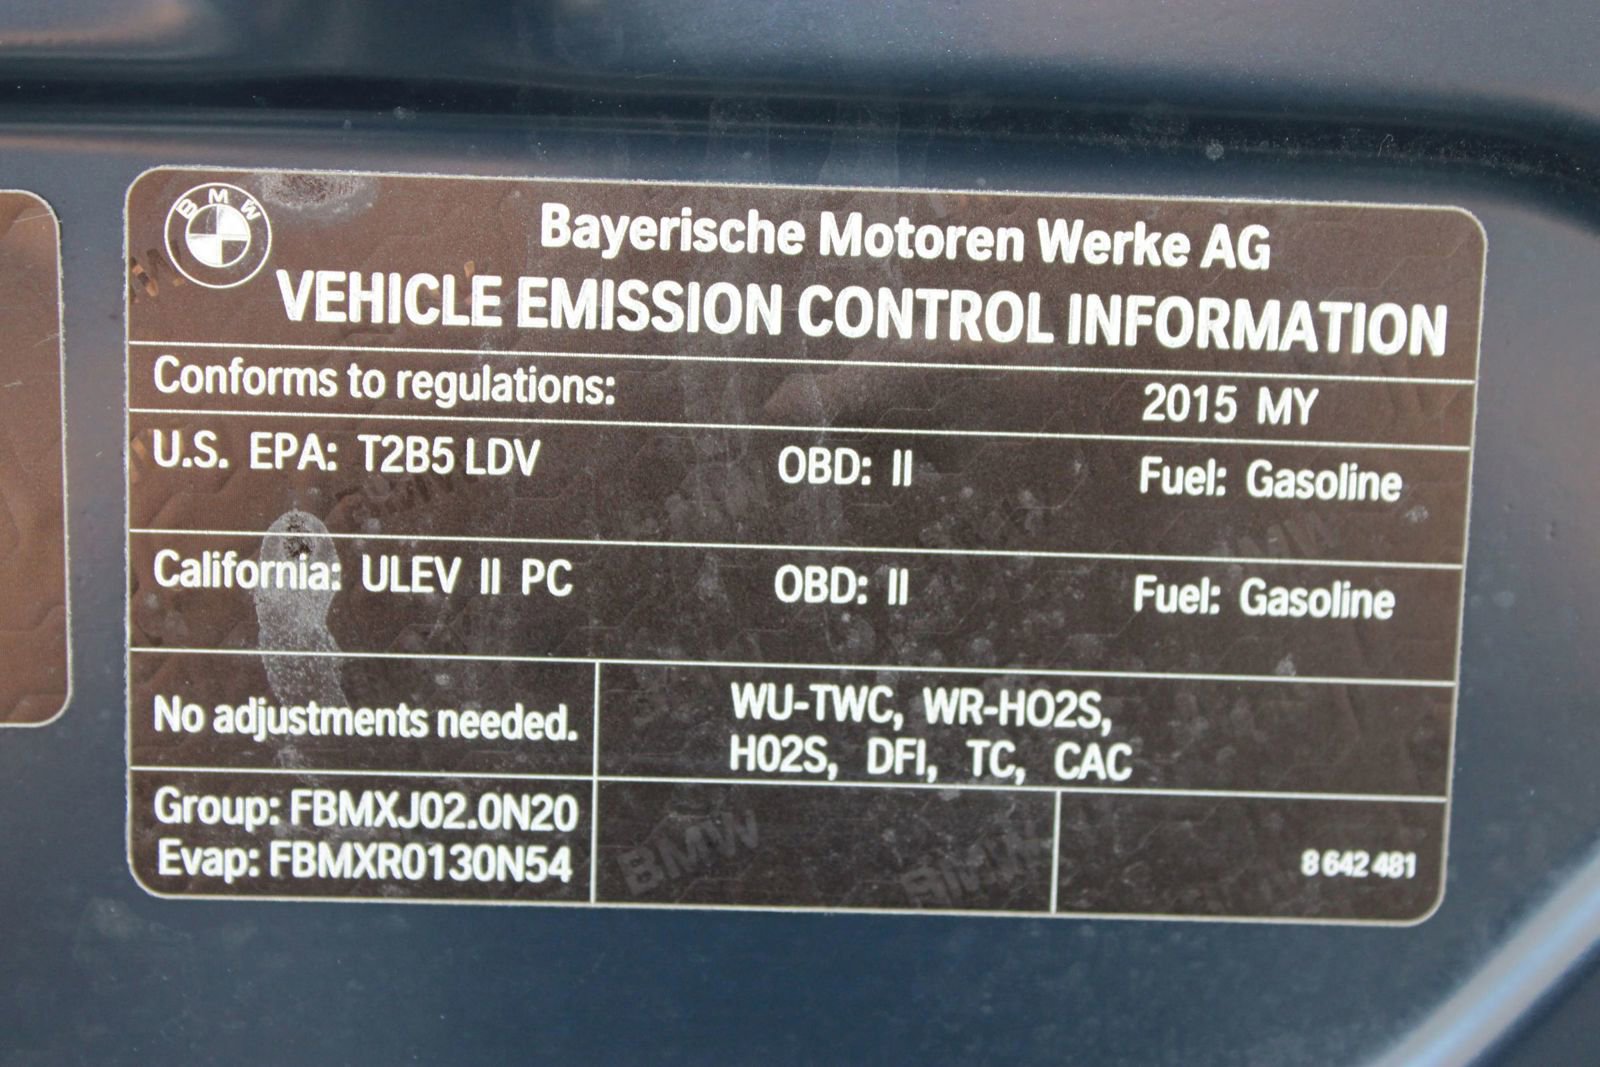 BMW
Bayerische Motoren Werke AG
VEHICLE EMISSION CONTROL INFORMATION
Conforms to regulations: 2015 MY
U.S. EPA: T2B5 LDV OBD: II Fuel: Gasoline
California: ULEV II PC OBD: II Fuel: Gasoline
No adjustments needed.
WU-TWC, WR-HO2S,
HO2S, DFI, TC, CAC
Group: FBMXJ02.0N20
Evap: FBMXR0130N54
8 642 481